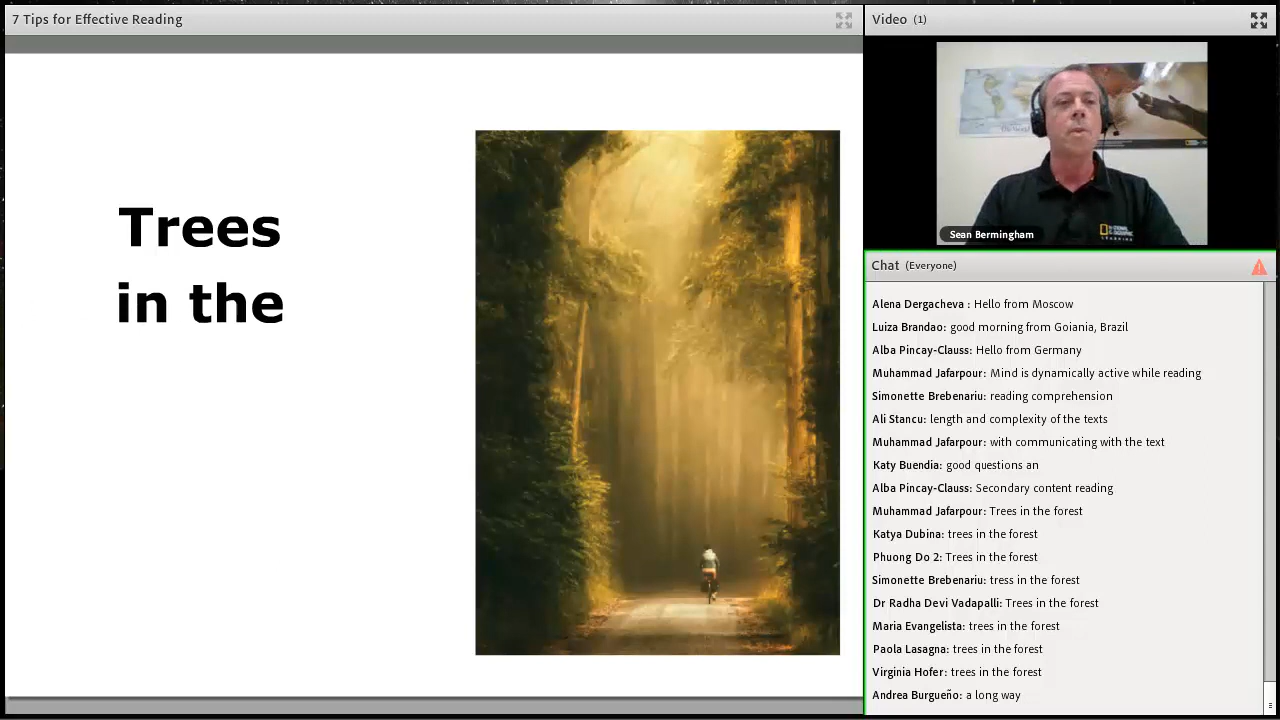 7 Tips for Effective Reading
Trees
in the
Video (1)
Sean Bermingham
NATIONAL
GEOGRAPHIC
LEARNING
Chat (Everyone)
Alena Dergacheva : Hello from Moscow
Luiza Brandao: good morning from Goiania, Brazil
Alba Pincay-Clauss: Hello from Germany
Muhammad Jafarpour: Mind is dynamically active while reading
Simonette Brebenariu: reading comprehension
Ali Stancu: length and complexity of the texts
Muhammad Jafarpour: with communicating with the text
Katy Buendia: good questions an
Alba Pincay-Clauss: Secondary content reading
Muhammad Jafarpour: Trees in the forest
Katya Dubina: trees in the forest
Phuong Do 2: Trees in the forest
Simonette Brebenariu: tress in the forest
Dr Radha Devi Vadapalli: Trees in the forest
Maria Evangelista: trees in the forest
Paola Lasagna: trees in the forest
Virginia Hofer: trees in the forest
Andrea Burgueño: a long way